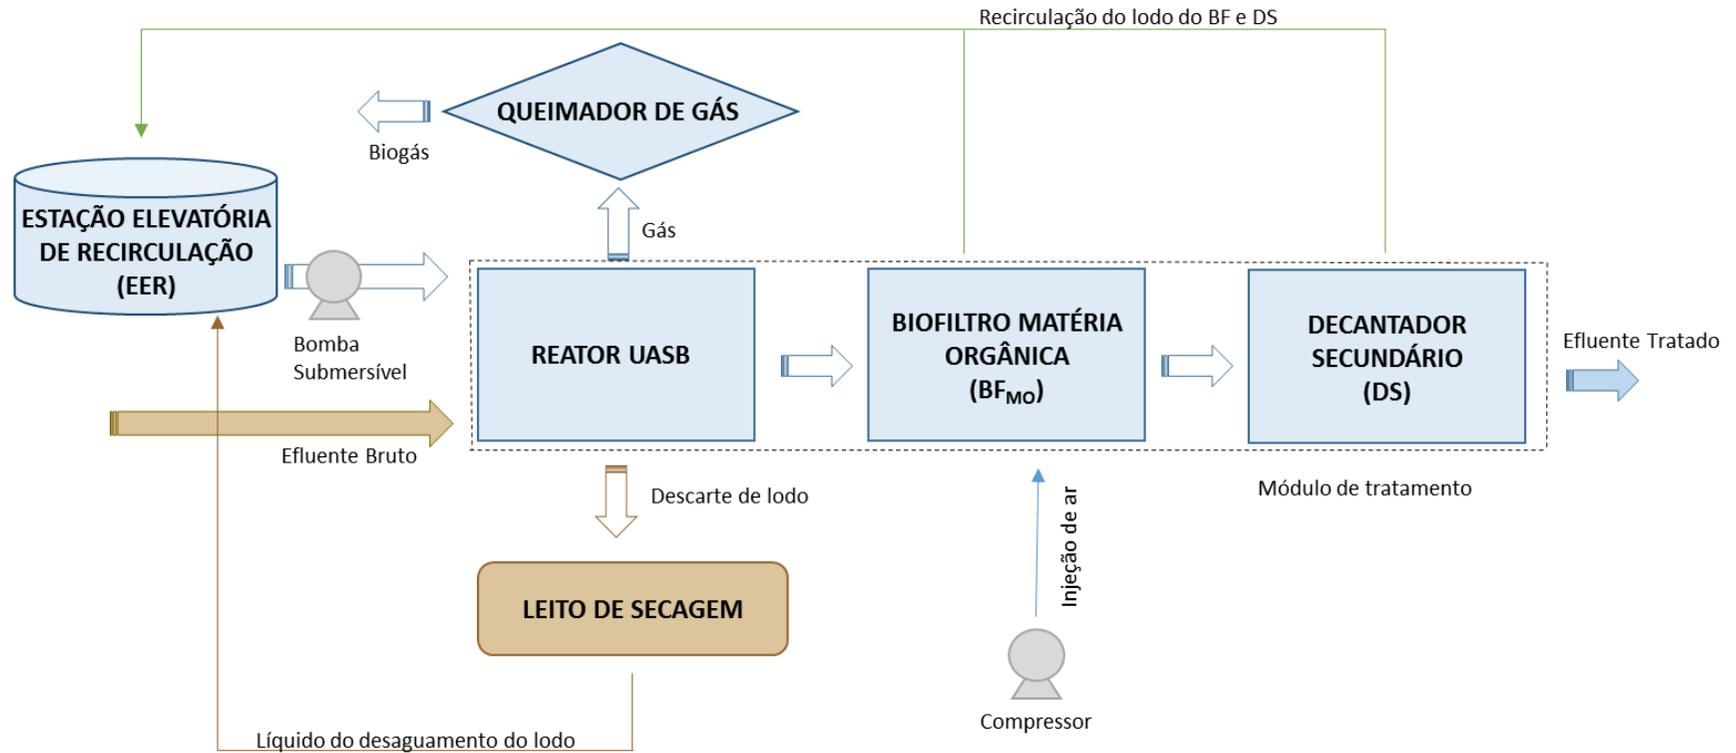 Recirculação do lodo do BF e DS
QUEIMADOR DE GÁS
Biogás
Gás
ESTAÇÃO ELEVATÓRIA
DE RECIRCULAÇÃO
(EER)
Bomba
Submersível
REATOR UASB
BIOFILTRO MATÉRIA
ORGÂNICA
(BFMO)
DECANTADOR
SECUNDÁRIO
(DS)
Efluente Tratado
Efluente Bruto
Descarte de lodo
Módulo de tratamento
Injeção de ar
LEITO DE SECAGEM
Compressor
Líquido do desaguamento do lodo